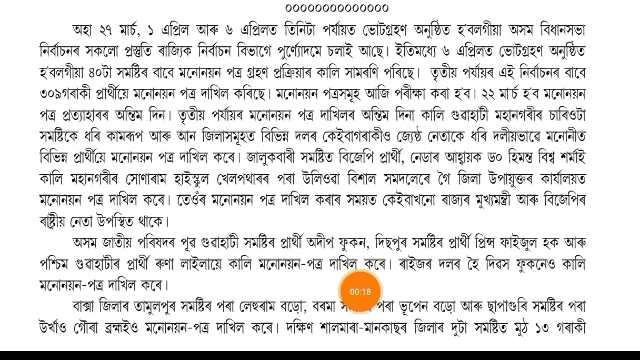 oooooooooooooo
অহা ২৭ মাৰ্চ, ১ এপ্ৰিল আৰু ৬ এপ্ৰিলত তিনিটা পৰ্যায়ত ভোটগ্ৰহণ অনুষ্ঠিত হ'বলগীয়া অসম বিধানসভা
নিৰ্বাচনৰ সকলো প্ৰস্তুতি ৰাজ্যিক নিৰ্বাচন বিভাগে পূৰ্ণোদ্যমে চলাই আছে। ইতিমধ্যে ৬ এপ্ৰিলত ভোটগ্ৰহণ অনুষ্ঠিত
হ'বলগীয়া ৪০টা সমষ্টিৰ বাবে মনোনয়ন পত্ৰ গ্ৰহণ প্ৰক্ৰিয়াৰ কালি সামৰণি পৰিছে। তৃতীয় পৰ্যায়ৰ এই নিৰ্বাচনৰ বাবে
৩০৯গৰাকী প্ৰাৰ্থীয়ে মনোনয়ন পত্ৰ দাখিল কৰিছে। মনোনয়ন পত্ৰসমূহ আজি পৰীক্ষা কৰা হ'ব। ২২ মাৰ্চ হ'ব মনোনয়ন
পত্ৰ প্ৰত্যাহাৰৰ অন্তিম দিন। তৃতীয় পৰ্যায়ৰ মনোনয়ন পত্ৰ দাখিলৰ অন্তিম দিনা কালি গুৱাহাটী মহানগৰীৰ চাৰিওটা
সমষ্টিকে ধৰি কামৰূপ আৰু আন জিলাসমূহত বিভিন্ন দলৰ কেইবাগৰাকীও জ্যেষ্ঠ নেতাকে ধৰি দলীয়ভাৱে মনোনীত
বিভিন্ন প্ৰাৰ্থীয়ে মনোনয়ন পত্ৰ দাখিল কৰে। জালুকবাৰী সমষ্টিত বিজেপি প্ৰাৰ্থী, নেডাৰ আহ্বায়ক ড০ হিমন্ত বিশ্ব শৰ্মাই
কালি মহানগৰীৰ সোণাৰাম হাইস্কুল খেলপথাৰৰ পৰা উলিওৱা বিশাল সমদলেৰে গৈ জিলা উপায়ুক্তৰ কাৰ্যালয়ত
মনোনয়ন পত্ৰ দাখিল কৰে। তেওঁৰ মনোনয়ন পত্ৰ দাখিল কৰাৰ সময়ত কেইবাখনো ৰাজ্যৰ মুখ্যমন্ত্ৰী আৰু বিজেপিৰ
ৰাষ্ট্ৰীয় নেতা উপস্থিত থাকে।
অসম জাতীয় পৰিষদৰ পূৱ গুৱাহাটী সমষ্টিৰ প্ৰাৰ্থী অদীপ ফুকন, দিছপুৰ সমষ্টিৰ প্ৰাৰ্থী প্ৰিন্স ফাইজুল হক আৰু
পশ্চিম গুৱাহাটীৰ প্ৰাৰ্থী ৰুণা লাইলায়ে কালি মনোনয়ন-পত্ৰ দাখিল কৰে। ৰাইজৰ দলৰ হৈ দিৱস ফুকনেও কালি
মনোনয়ন-পত্ৰ দাখিল কৰে।
00:18
বাক্সা জিলাৰ তামুলপুৰ সমষ্টিৰ পৰা লেহুৰাম বড়ো, বৰমা পৰা ভূপেন বড়ো আৰু ছাপাগুৰি সমষ্টিৰ পৰা
উৰ্খাও গৌৰা ব্ৰহ্মইও মনোনয়ন-পত্ৰ দাখিল কৰে। দক্ষিণ শালমাৰা-মানকাছৰ জিলাৰ দুটা সমষ্টিত মুঠ ১৩ গৰাকী